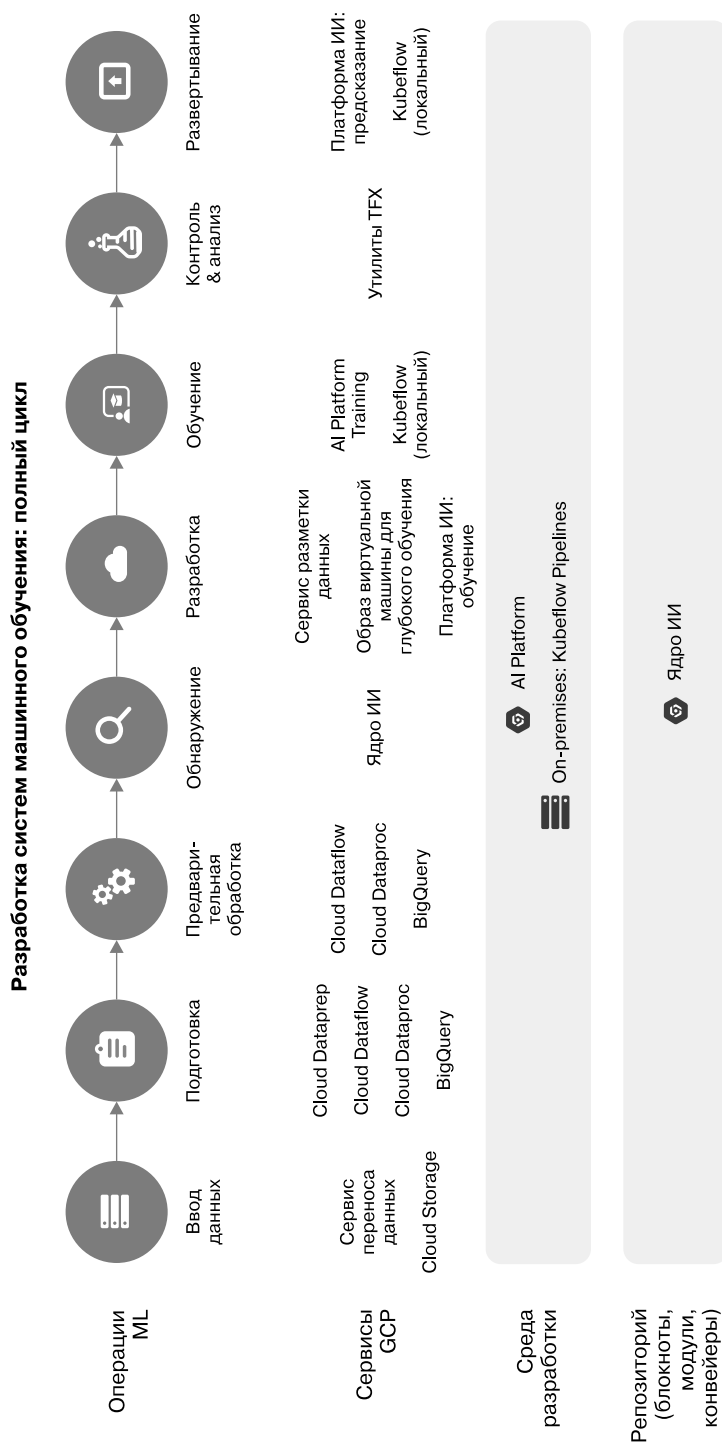 Разработка систем машинного обучения: полный цикл
Операции
ML
Ввод
данных
Подготовка
Предвари-
тельная
обработка
Обнаружение
Разработка
Обучение
Контроль
& анализ
Развертывание
Сервисы
GCP
Сервис
переноса
данных
Cloud Storage
Cloud Dataprep
Cloud Dataflow
Cloud Dataproc
BigQuery
Cloud Dataflow
Cloud Dataproc
BigQuery
Ядро ИИ
Сервис разметки
данных
Образ виртуальной
машины для
глубокого обучения
Платформа ИИ:
обучение
AI Platform
Training
Kubeflow
(локальный)
Утилиты TFX
Платформа ИИ:
предсказание
Kubeflow
(локальный)
Среда
разработки
AI Platform
On-premises: Kubeflow Pipelines
Репозиторий
(блокноты,
модули,
конвейеры)
Ядро ИИ